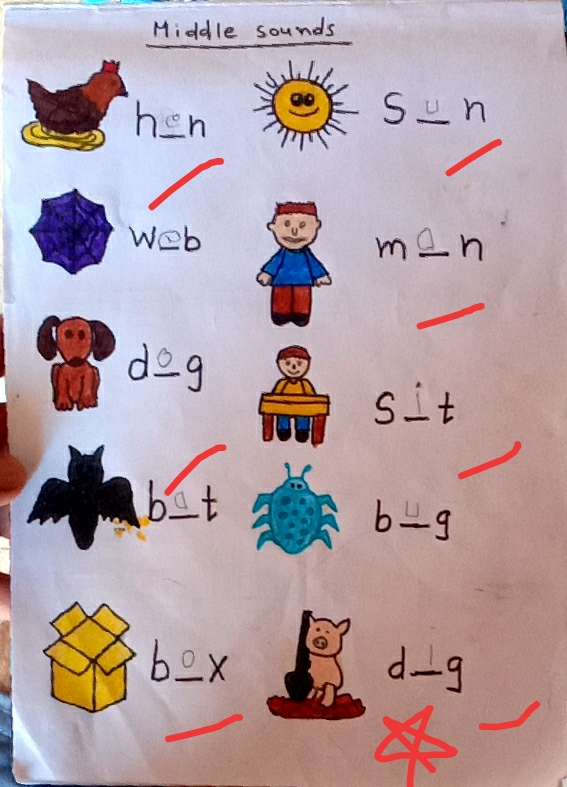 Middle sounds
hen sun
web man
dog sit
bat bug
box dig